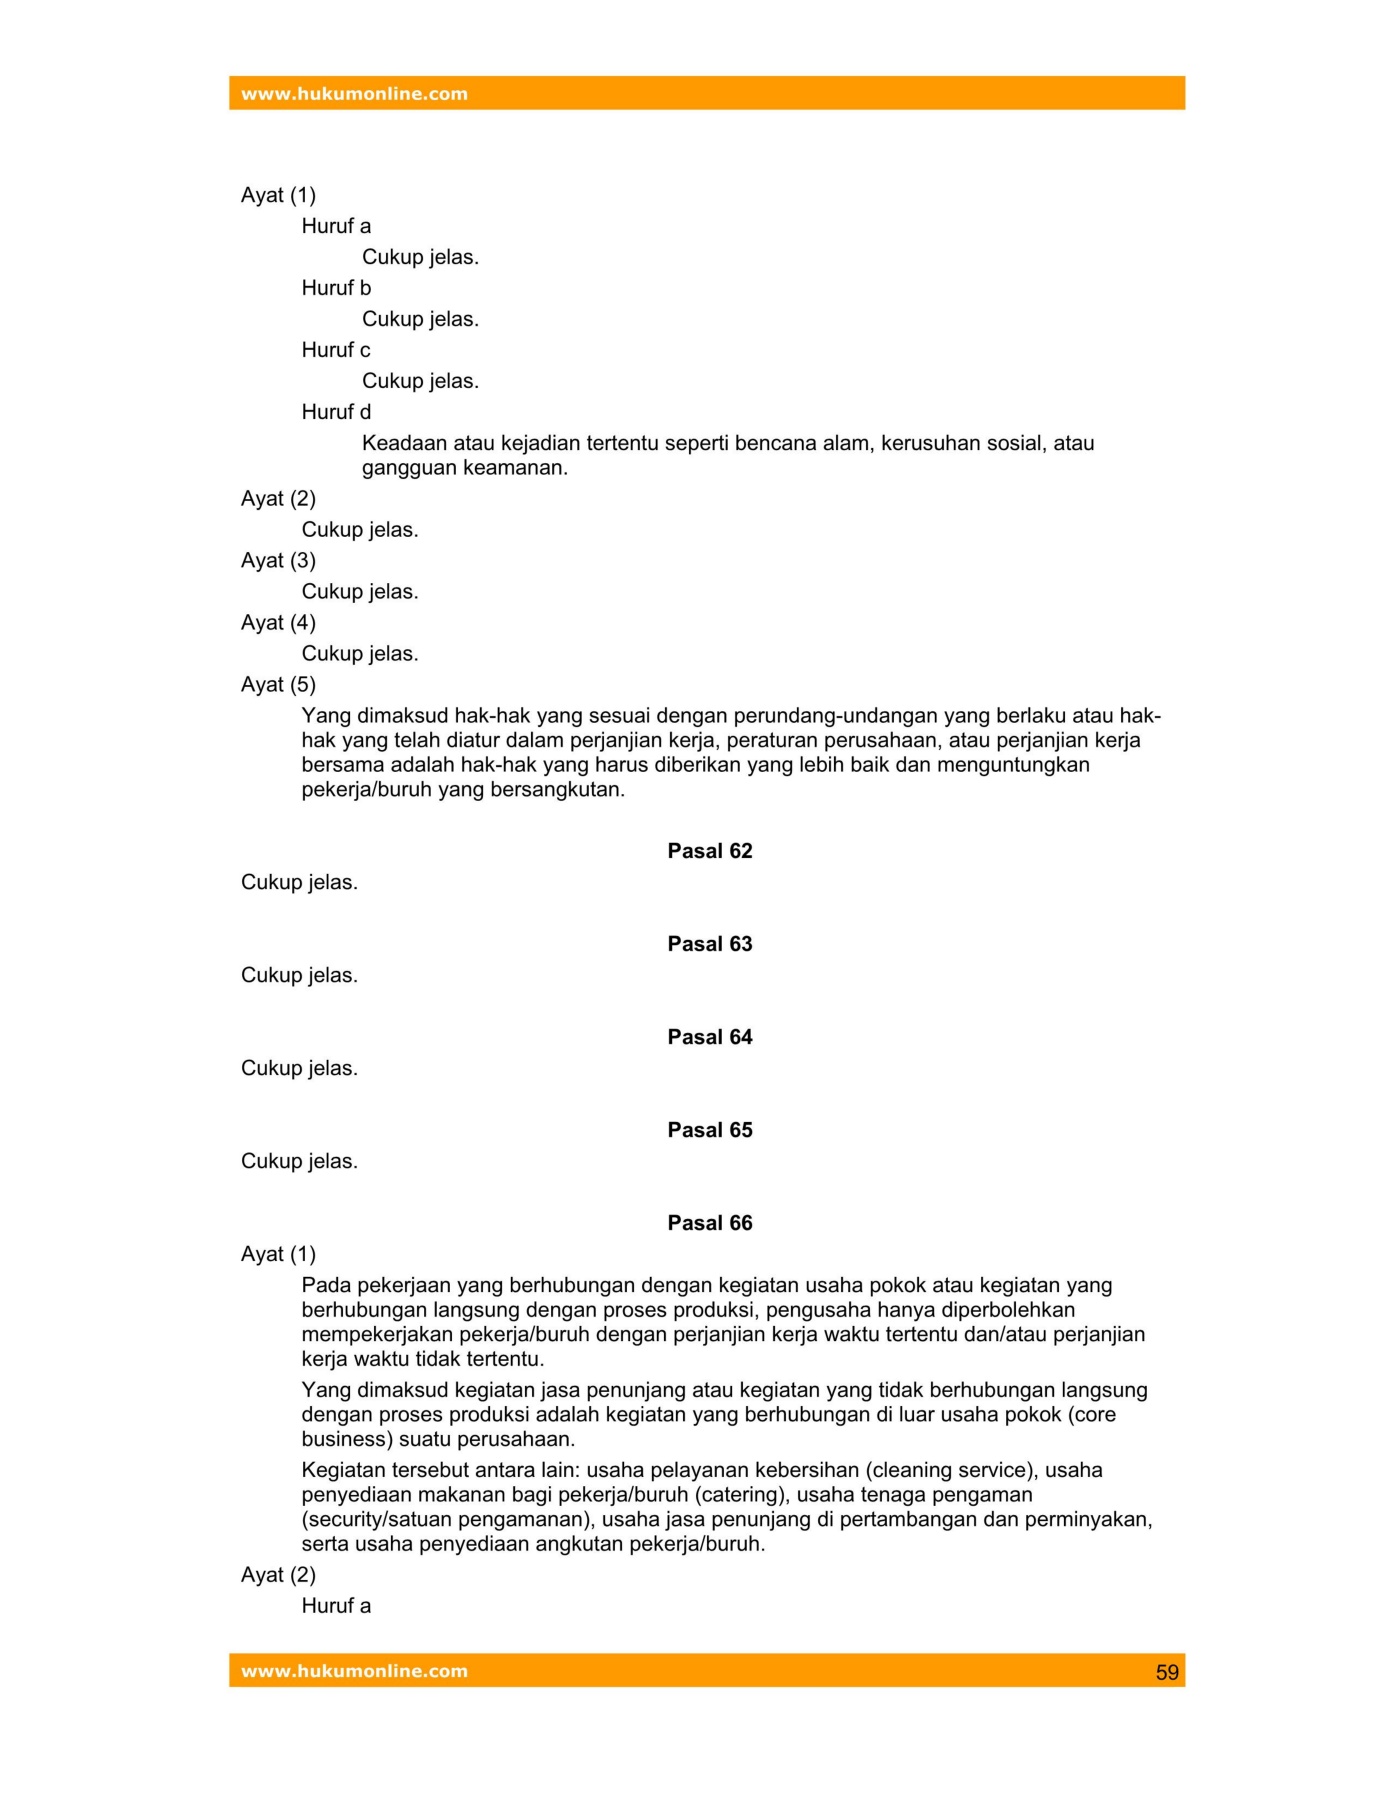 www.hukumonline.com
Ayat (1)
Huruf a
Cukup jelas.
Huruf b
Cukup jelas.
Huruf c
Cukup jelas.
Huruf d
Keadaan atau kejadian tertentu seperti bencana alam, kerusuhan sosial, atau
gangguan keamanan.
Ayat (2)
Cukup jelas.
Ayat (3)
Cukup jelas.
Ayat (4)
Cukup jelas.
Ayat (5)
Yang dimaksud hak-hak yang sesuai dengan perundang-undangan yang berlaku atau hak-
hak yang telah diatur dalam perjanjian kerja, peraturan perusahaan, atau perjanjian kerja
bersama adalah hak-hak yang harus diberikan yang lebih baik dan menguntungkan
pekerja/buruh yang bersangkutan.
Pasal 62
Cukup jelas.
Pasal 63
Cukup jelas.
Pasal 64
Cukup jelas.
Pasal 65
Cukup jelas.
Pasal 66
Ayat (1)
Pada pekerjaan yang berhubungan dengan kegiatan usaha pokok atau kegiatan yang
berhubungan langsung dengan proses produksi, pengusaha hanya diperbolehkan
mempekerjakan pekerja/buruh dengan perjanjian kerja waktu tertentu dan/atau perjanjian
kerja waktu tidak tertentu.
Yang dimaksud kegiatan jasa penunjang atau kegiatan yang tidak berhubungan langsung
dengan proses produksi adalah kegiatan yang berhubungan di luar usaha pokok (core
business) suatu perusahaan.
Kegiatan tersebut antara lain: usaha pelayanan kebersihan (cleaning service), usaha
penyediaan makanan bagi pekerja/buruh (catering), usaha tenaga pengaman
(security/satuan pengamanan), usaha jasa penunjang di pertambangan dan perminyakan,
serta usaha penyediaan angkutan pekerja/buruh.
Ayat (2)
Huruf a
www.hukumonline.com 59